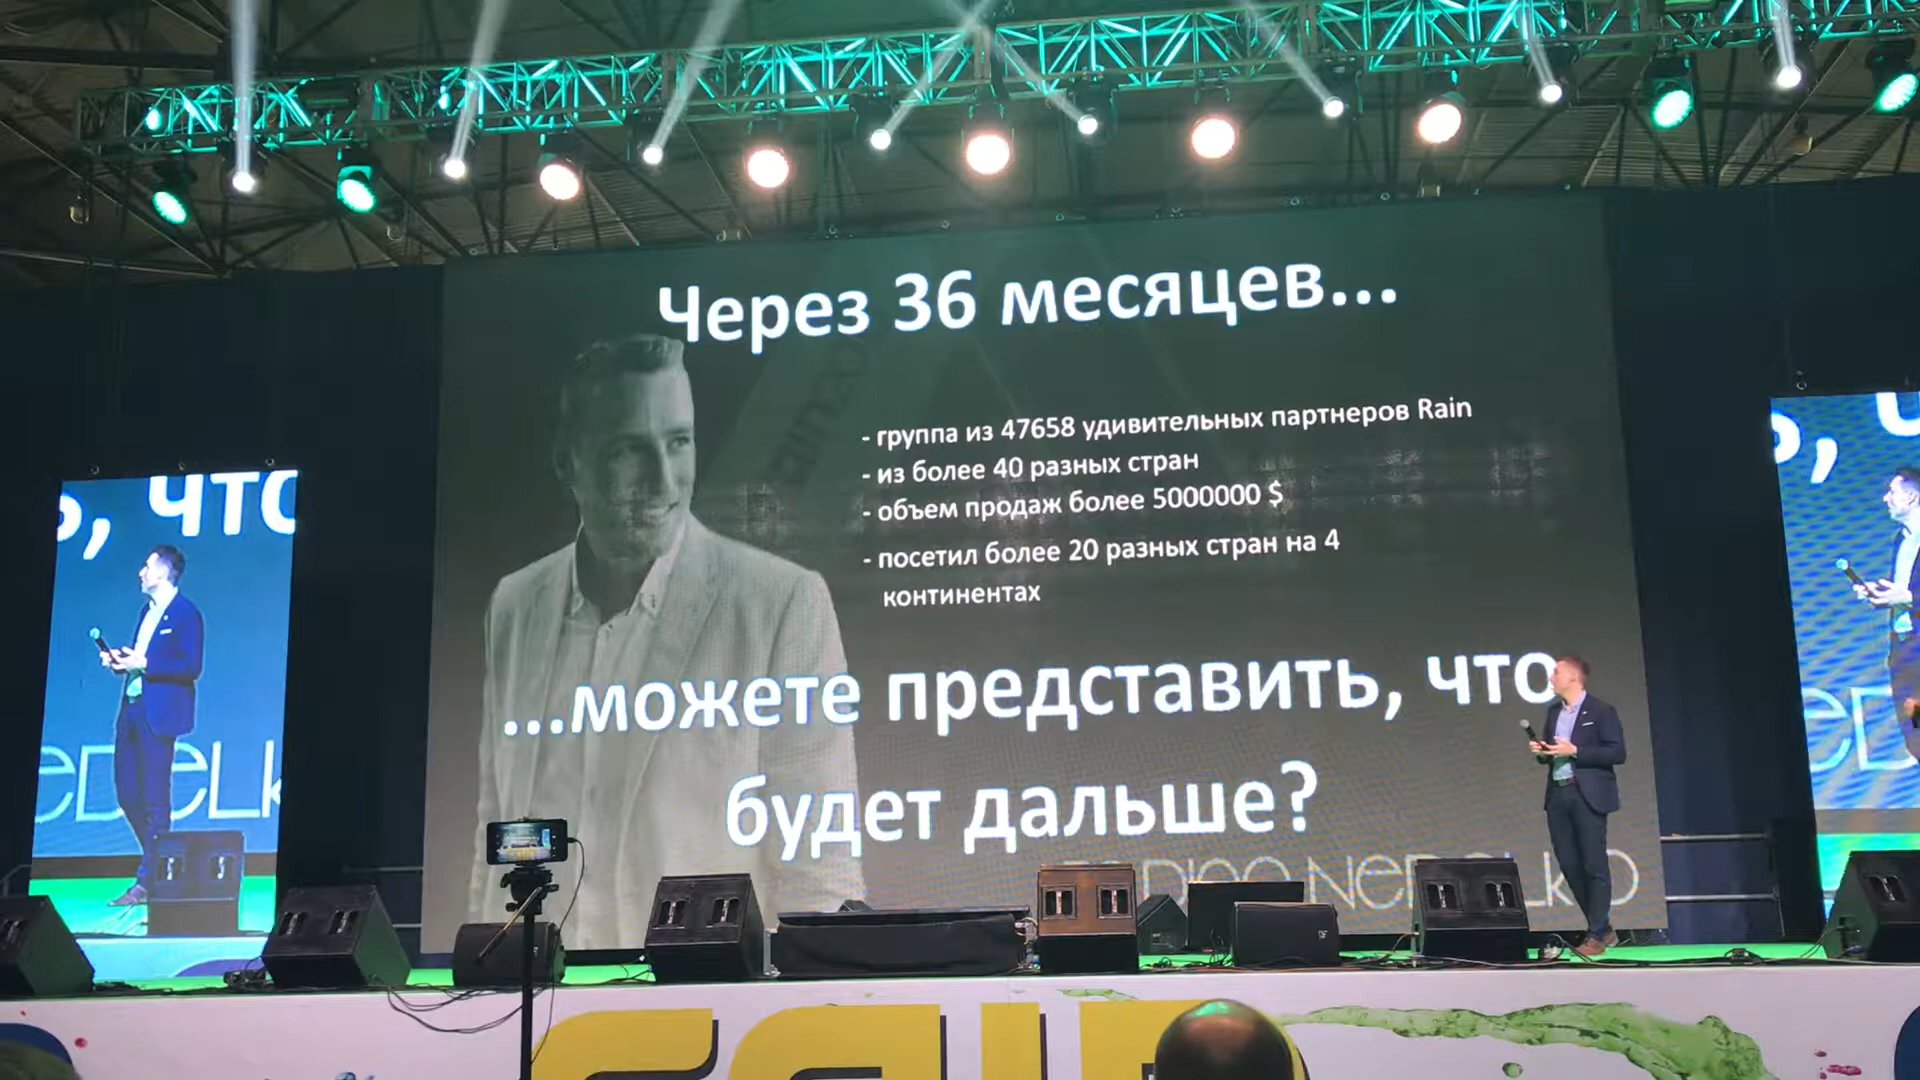 Через 36 месяцев...
- группа из 47658 удивительных партнеров Rain
- из более 40 разных стран
- объем продаж более 5000000 $
- посетил более 20 разных стран на 4
континентах
...можете представить, что
будет дальше?
, что